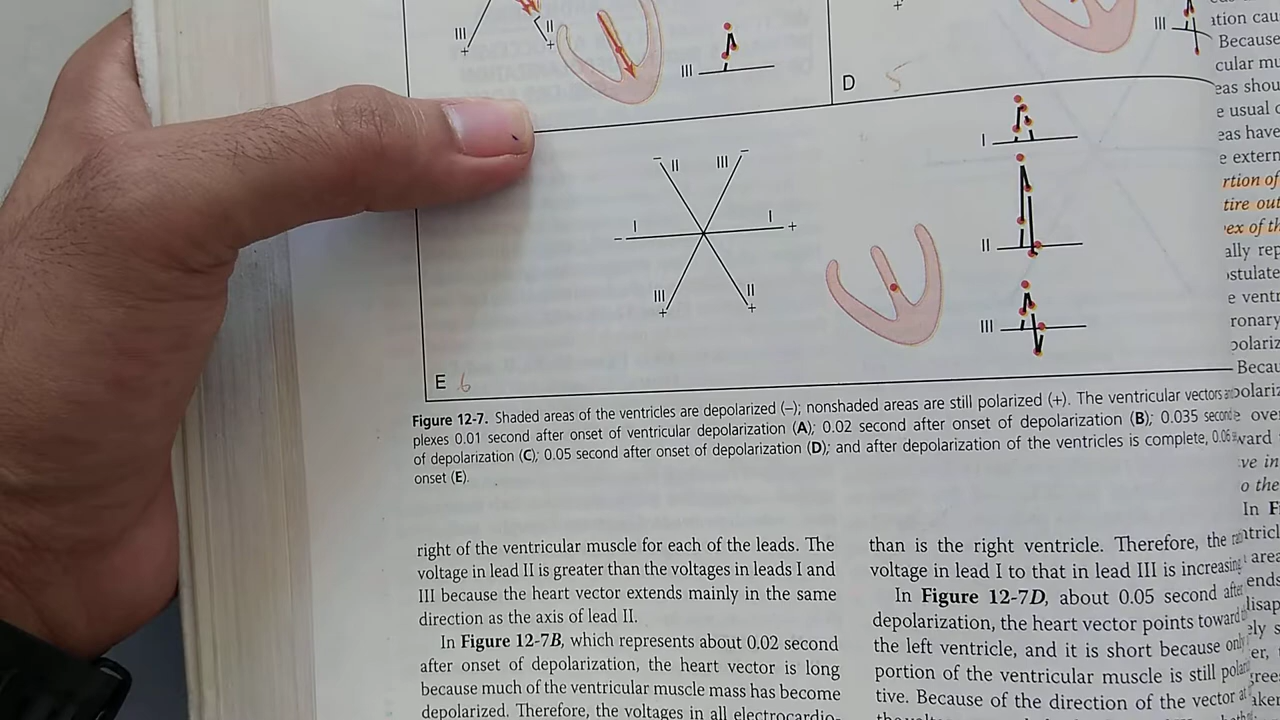 III
+
II
+
III
D
5
+
III
I
II
III
I
I
+
III
+
II
+
II
III
E 6
Figure 12-7. Shaded areas of the ventricles are depolarized (−); nonshaded areas are still polarized (+). The ventricular vectors
plexes 0.01 second after onset of ventricular depolarization (A); 0.02 second after onset of depolarization (B); 0.035 second
of depolarization (C); 0.05 second after onset of depolarization (D); and after depolarization of the ventricles is complete, 0.06
onset (E).
right of the ventricular muscle for each of the leads. The
voltage in lead II is greater than the voltages in leads I and
III because the heart vector extends mainly in the same
direction as the axis of lead II.
In Figure 12-7B, which represents about 0.02 second
after onset of depolarization, the heart vector is long
because much of the ventricular muscle mass has become
depolarized. Therefore, the voltages in all electrocardio-
than is the right ventricle. Therefore, the
voltage in lead I to that in lead III is increasing
In Figure 12-7D, about 0.05 second after
depolarization, the heart vector points toward
the left ventricle, and it is short because only
portion of the ventricular muscle is still
tive. Because of the direction of the vector at
ation cau
Because
cular mu
eas shou
e usual c
eas have
e extern
rtion of
tire out
ex of th
ally rep
ostulate
e ventr
ronary
polariz
Becau